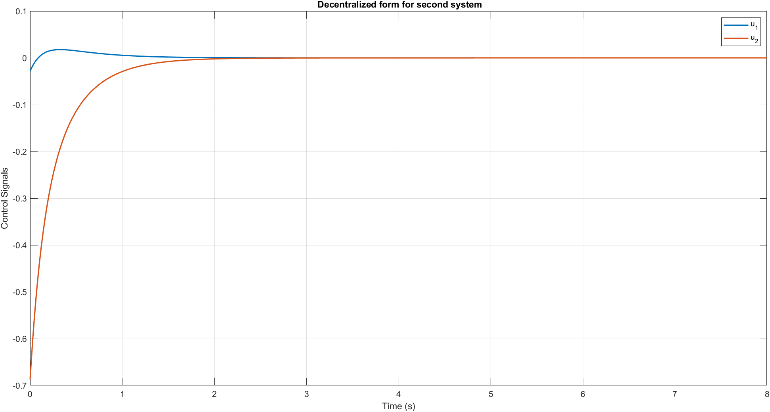 Decentralized form for second system
u1
u2
Control Signals
0.1
0
-0.1
-0.2
-0.3
-0.4
-0.5
-0.6
-0.7
0 1 2 3 4 5 6 7 8
Time (s)